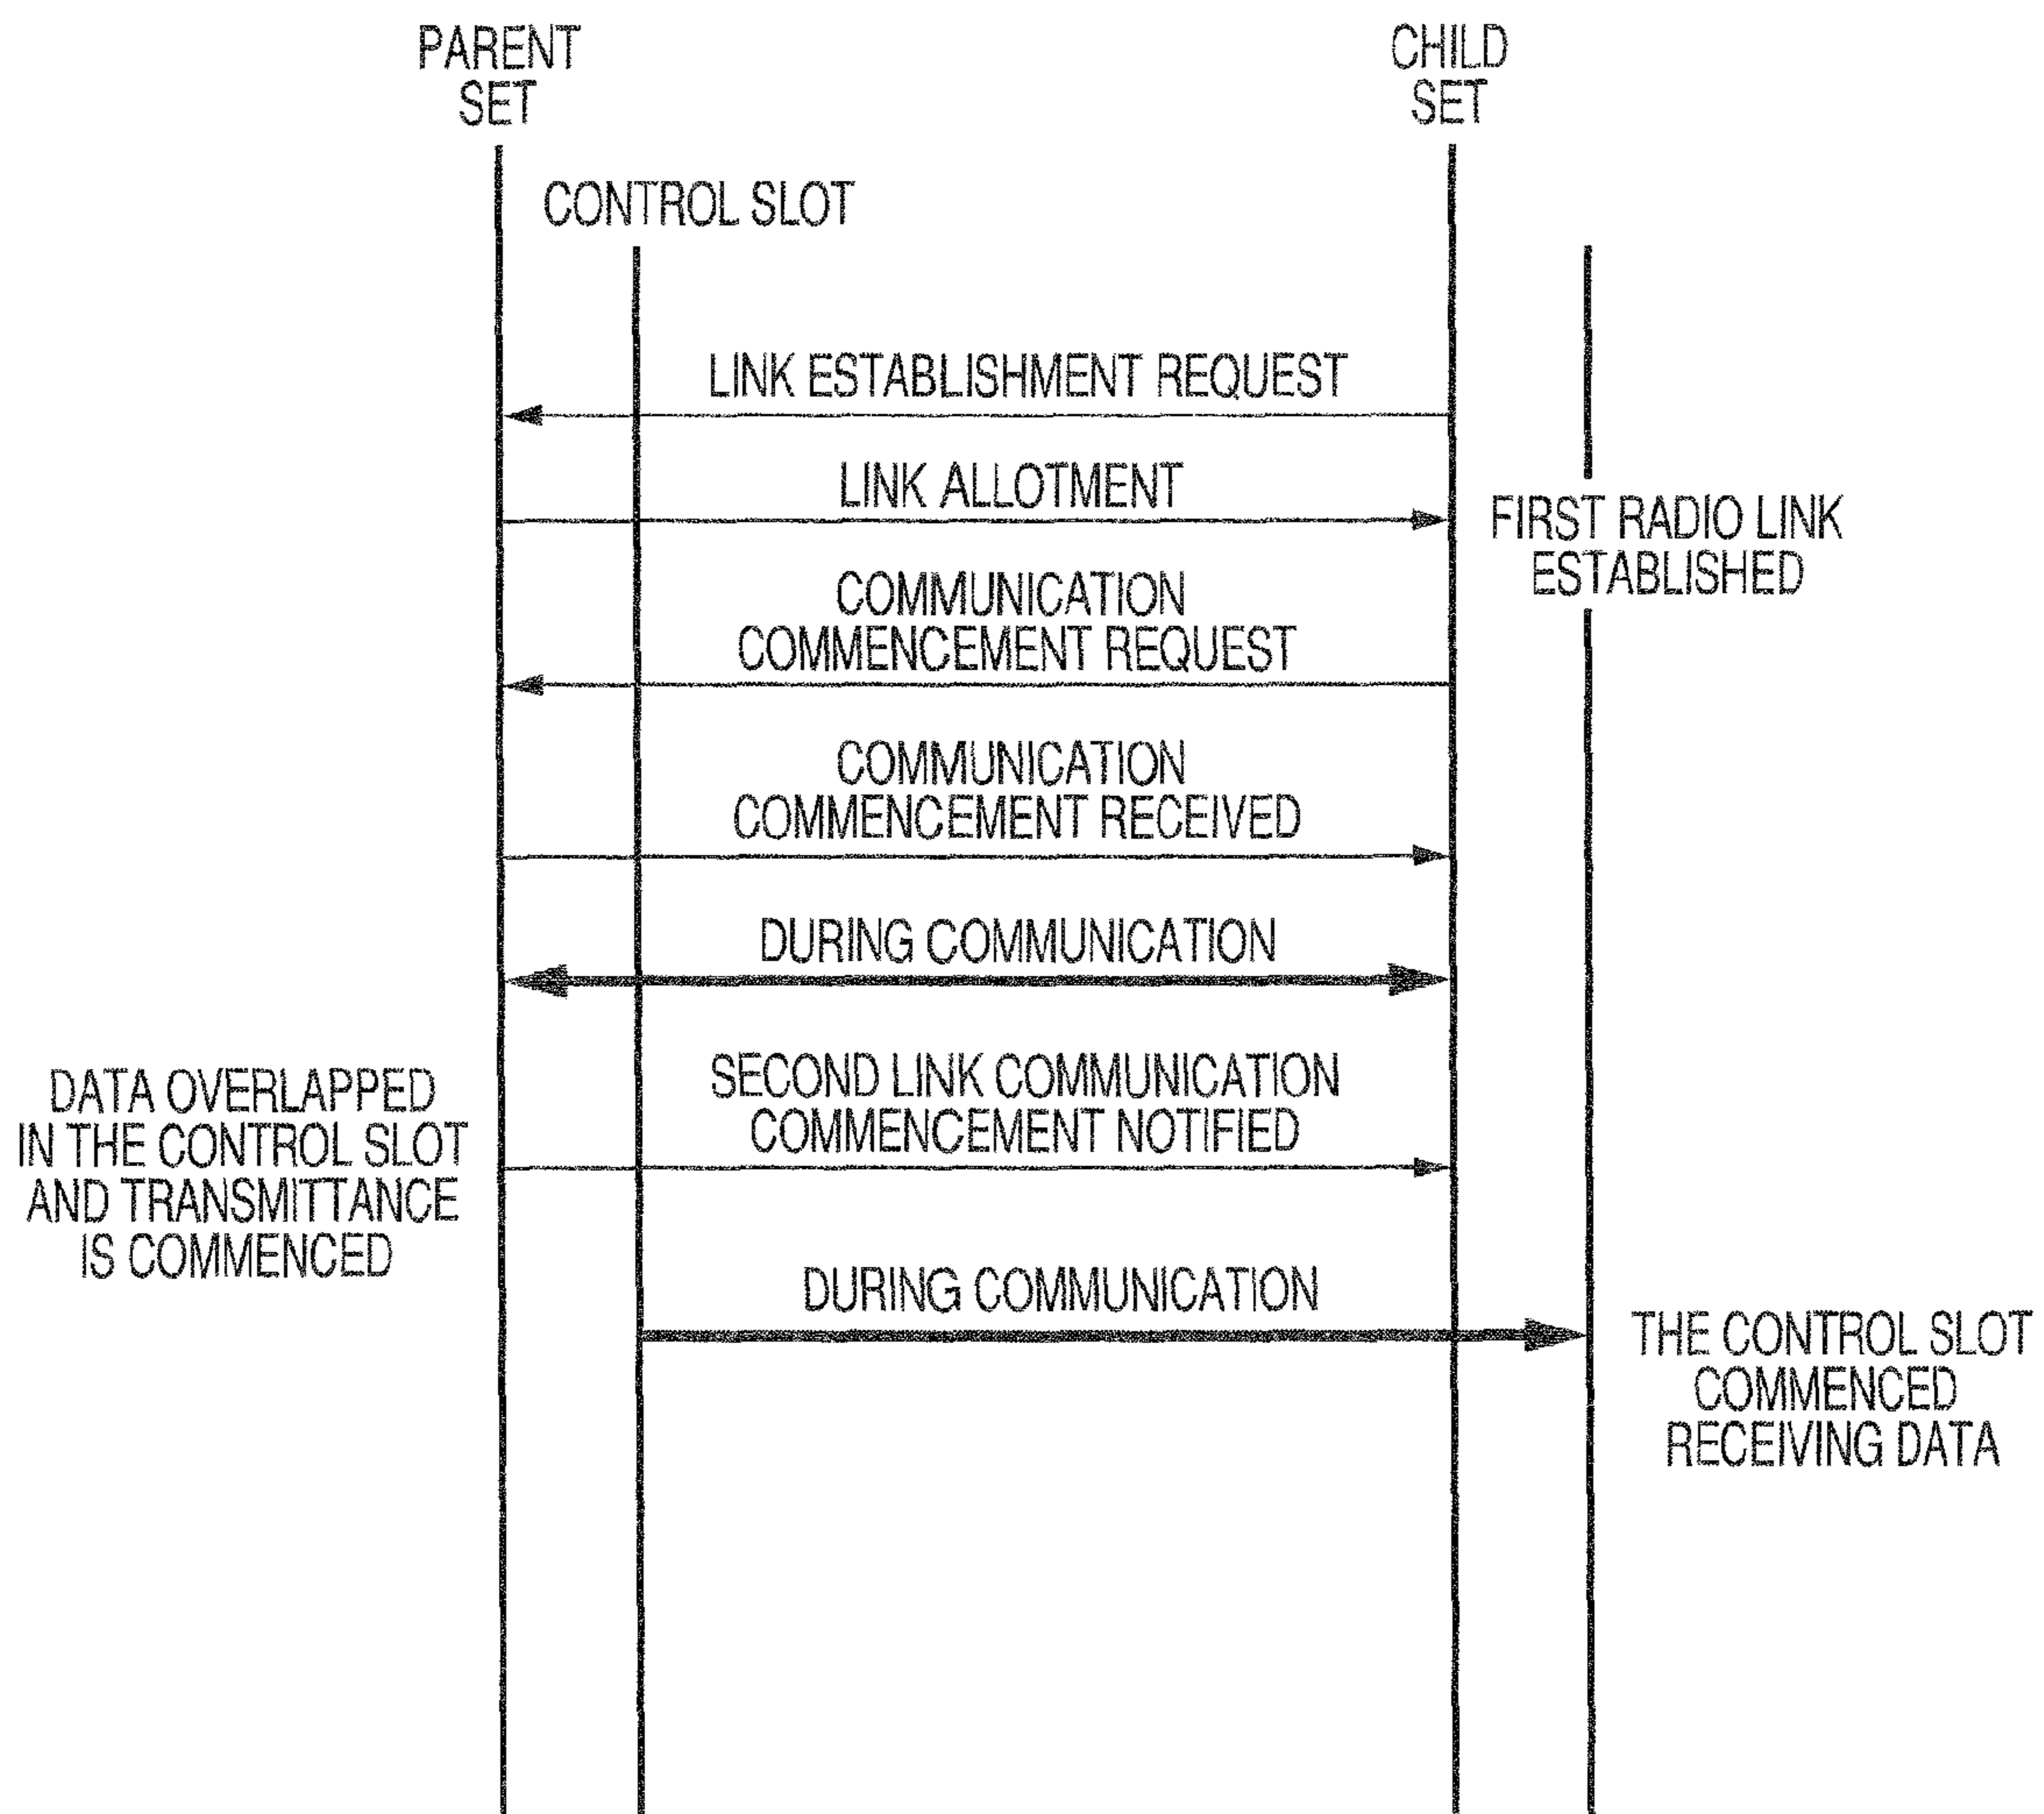 PARENT
SET
CHILD
SET
CONTROL SLOT
LINK ESTABLISHMENT REQUEST
LINK ALLOTMENT
FIRST RADIO LINK
ESTABLISHED
COMMUNICATION
COMMENCEMENT REQUEST
COMMUNICATION
COMMENCEMENT RECEIVED
DURING COMMUNICATION
DATA OVERLAPPED
IN THE CONTROL SLOT
AND TRANSMITTANCE
IS COMMENCED
SECOND LINK COMMUNICATION
COMMENCEMENT NOTIFIED
DURING COMMUNICATION
THE CONTROL SLOT
COMMENCED
RECEIVING DATA